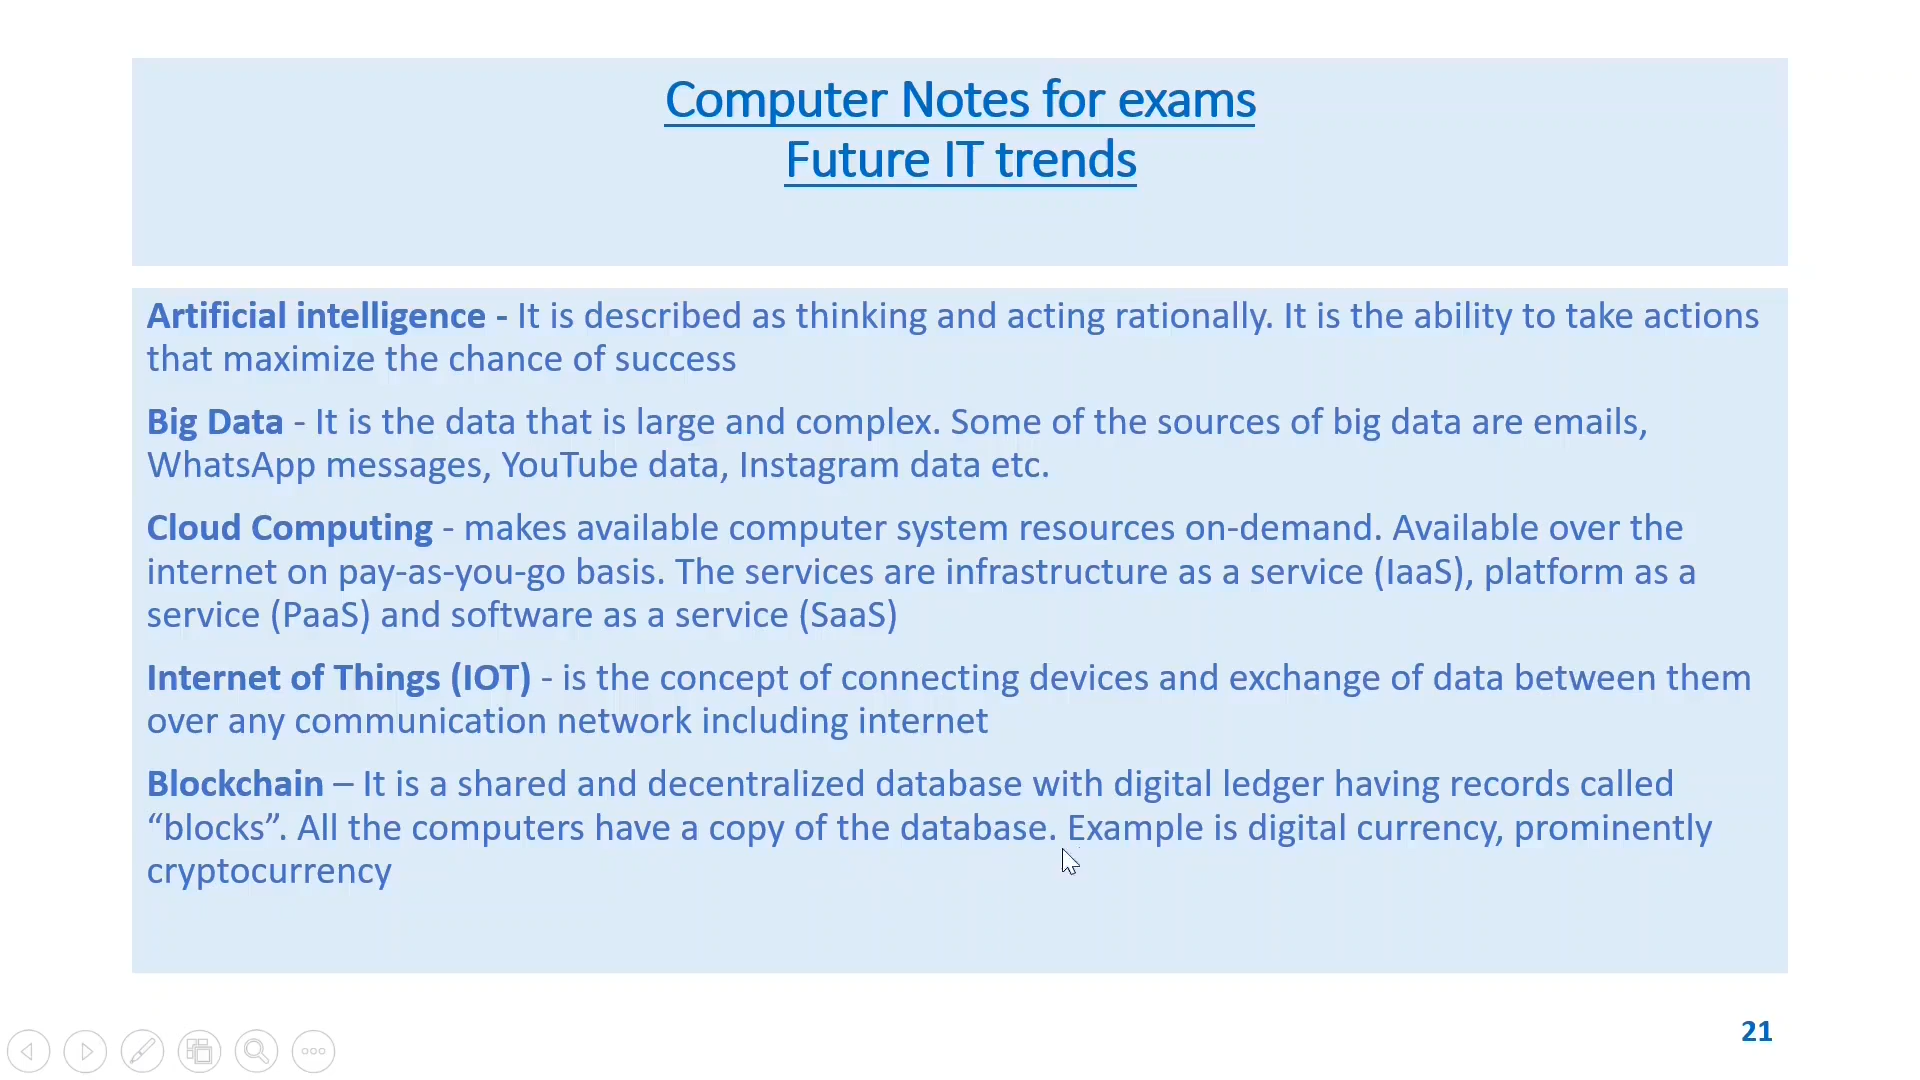 Computer Notes for exams
Future IT trends
Artificial intelligence - It is described as thinking and acting rationally. It is the ability to take actions
that maximize the chance of success
Big Data - It is the data that is large and complex. Some of the sources of big data are emails,
WhatsApp messages, YouTube data, Instagram data etc.
Cloud Computing - makes available computer system resources on-demand. Available over the
internet on pay-as-you-go basis. The services are infrastructure as a service (IaaS), platform as a
service (PaaS) and software as a service (SaaS)
Internet of Things (IOT) - is the concept of connecting devices and exchange of data between them
over any communication network including internet
Blockchain – It is a shared and decentralized database with digital ledger having records called
“blocks”. All the computers have a copy of the database. Example is digital currency, prominently
cryptocurrency
21